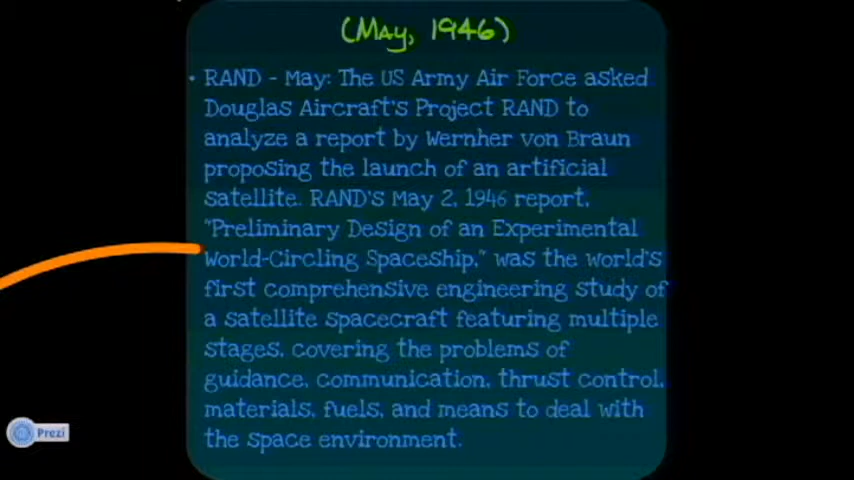 (May, 1946)
• RAND - May: The US Army Air Force asked
Douglas Aircraft's Project RAND to
analyze a report by Wernher von Braun
proposing the launch of an artificial
satellite. RAND's May 2, 1946 report,
"Preliminary Design of an Experimental
World-Circling Spaceship," was the world's
first comprehensive engineering study of
a satellite spacecraft featuring multiple
stages, covering the problems of
guidance, communication, thrust control,
materials, fuels, and means to deal with
the space environment.
Prezi